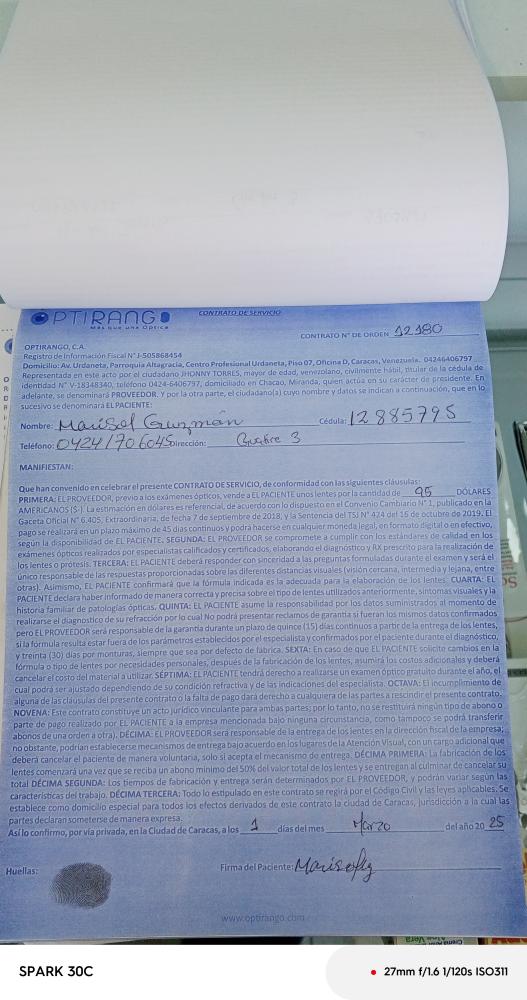 OPTIRANGO
Más que una Óptica
CONTRATO DE SERVICIO
CONTRATO N° DE ORDEN 12180
OPTIRANGO, C.A.
Registro de Información Fiscal N° J-505868454
Domicilio: Av. Urdaneta, Parroquia Altagracia, Centro Profesional Urdaneta, Piso 07, Oficina D, Caracas, Venezuela. 04246406797
Representada en este acto por el ciudadano JHONNY TORRES, mayor de edad, venezolano, civilmente hábil, titular de la cédula de
identidad N° V-18348340, teléfono 0424-6406797, domiciliado en Chacao, Miranda, quien actúa en su carácter de presidente. En
adelante, se denominará PROVEEDOR. Y por la otra parte, el ciudadano(a) cuyo nombre y datos se indican a continuación, que en lo
sucesivo se denominará EL PACIENTE:
Nombre: Marisol Guzmán Cédula: 12885795
Teléfono: 04241706045 Dirección: 3
MANIFIESTAN:
Que han convenido en celebrar el presente CONTRATO DE SERVICIO, de conformidad con las siguientes cláusulas:
PRIMERA: EL PROVEEDOR, previo a los exámenes ópticos, vende a EL PACIENTE unos lentes por la cantidad de 95 DÓLARES
AMERICANOS ($-). La estimación en dólares es referencial, de acuerdo con lo dispuesto en el Convenio Cambiario N° 1, publicado en la
Gaceta Oficial N° 6.405, Extraordinaria, de fecha 7 de septiembre de 2018, y la Sentencia del TSJ N° 424 del 16 de octubre de 2019. El
pago se realizará en un plazo máximo de 45 días continuos y podrá hacerse en cualquier moneda legal, en formato digital o en efectivo,
según la disponibilidad de EL PACIENTE. SEGUNDA: EL PROVEEDOR se compromete a cumplir con los estándares de calidad en los
exámenes ópticos realizados por especialistas calificados y certificados, elaborando el diagnóstico y RX prescrito para la realización de
los lentes o prótesis. TERCERA: EL PACIENTE deberá responder con sinceridad a las preguntas formuladas durante el examen y será el
único responsable de las respuestas proporcionadas sobre las diferentes distancias visuales (visión cercana, intermedia y lejana, entre
otras). Asimismo, EL PACIENTE confirmará que la fórmula indicada es la adecuada para la elaboración de los lentes. CUARTA: EL
PACIENTE declara haber informado de manera correcta y precisa sobre el tipo de lentes utilizados anteriormente, síntomas visuales y la
historia familiar de patologías ópticas. QUINTA: EL PACIENTE asume la responsabilidad por los datos suministrados al momento de
realizarse el diagnostico de su refracción por lo cual No podrá presentar reclamos de garantía si fueran los mismos datos confirmados
pero EL PROVEEDOR será responsable de la garantía durante un plazo de quince (15) días continuos a partir de la entrega de los lentes,
si la fórmula resulta estar fuera de los parámetros establecidos por el especialista y confirmados por el paciente durante el diagnóstico,
y treinta (30) días por monturas, siempre que sea por defecto de fabrica. SEXTA: En caso de que EL PACIENTE solicite cambios en la
fórmula o tipo de lentes por necesidades personales, después de la fabricación de los lentes, asumirá los costos adicionales y deberá
cancelar el costo del material a utilizar. SÉPTIMA: EL PACIENTE tendrá derecho a realizarse un examen óptico gratuito durante el año, el
cual podrá ser ajustado dependiendo de su condición refractiva y de las indicaciones del especialista. OCTAVA: El incumplimiento de
alguna de las cláusulas del presente contrato o la falta de pago dará derecho a cualquiera de las partes a rescindir el presente contrato.
NOVENA: Este contrato constituye un acto jurídico vinculante para ambas partes; por lo tanto, no se restituirá ningún tipo de abono o
parte de pago realizado por EL PACIENTE a la empresa mencionada bajo ninguna circunstancia, como tampoco se podrá transferir
abonos de una orden a otra). DÉCIMA: EL PROVEEDOR será responsable de la entrega de los lentes en la dirección fiscal de la empresa;
no obstante, podrían establecerse mecanismos de entrega bajo acuerdo en los lugares de la Atención Visual, con un cargo adicional que
deberá cancelar el paciente de manera voluntaria, solo si acepta el mecanismo de entrega. DÉCIMA PRIMERA: La fabricación de los
lentes comenzará una vez que se reciba un abono mínimo del 50% del valor total de los lentes y se entregan al culminar de cancelar su
total DÉCIMA SEGUNDA: Los tiempos de fabricación y entrega serán determinados por EL PROVEEDOR, y podrán variar según las
características del trabajo. DÉCIMA TERCERA: Todo lo estipulado en este contrato se regirá por el Código Civil y las leyes aplicables. Se
establece como domicilio especial para todos los efectos derivados de este contrato la ciudad de Caracas, jurisdicción a la cual las
partes declaran someterse de manera expresa.
Así lo confirmo, por vía privada, en la Ciudad de Caracas, a los 1 días del mes Marzo del año 20 25
Huellas:
Firma del Paciente:
www.optirango.com
SPARK 30C
27mm f/1.6 1/120s ISO311